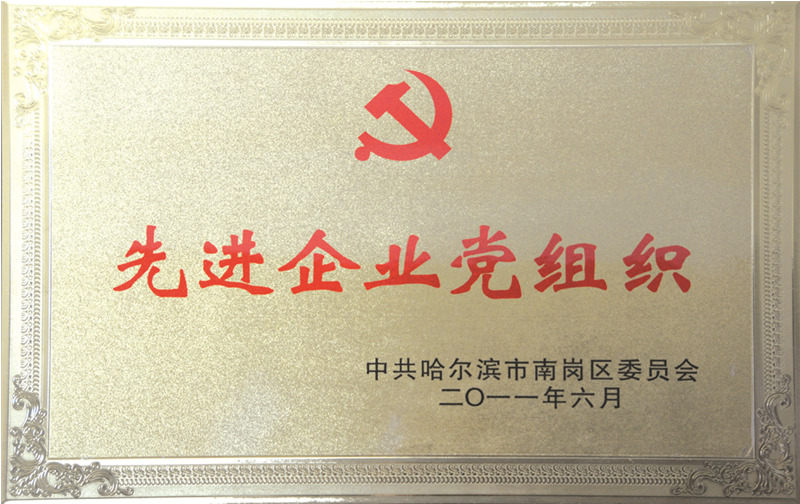 先进企业党组织
中共哈尔滨市南岗区委员会
二〇一一年六月